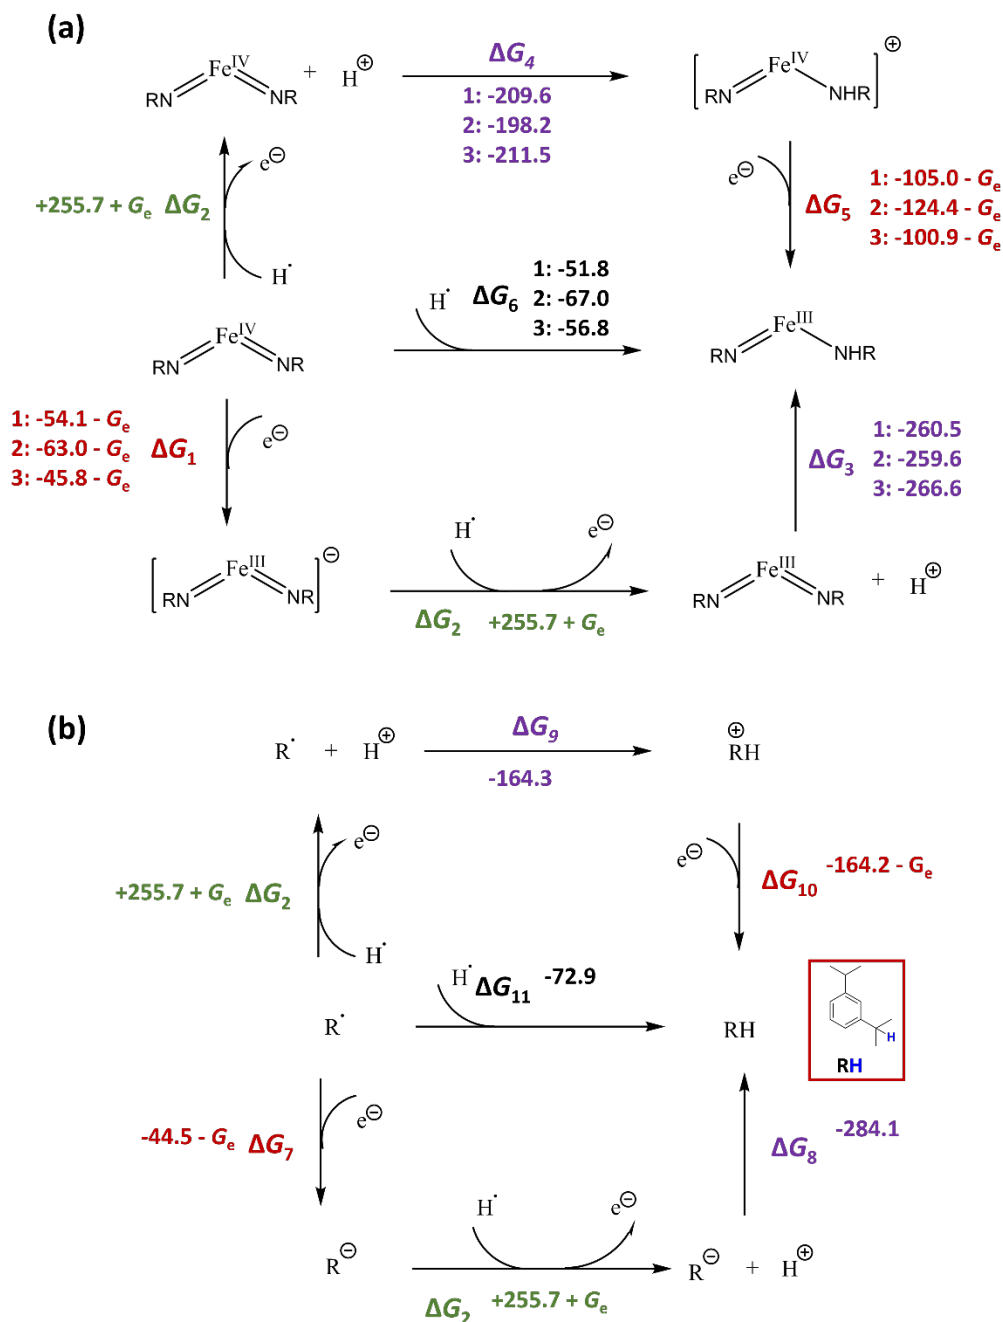 (a)
RN Fe^IV NR + H⊕
ΔG4
1: -209.6
2: -198.2
3: -211.5
[RN Fe^IV NHR]⊕
+255.7 + Ge ΔG2
e⊖
H·
e⊖
ΔG5
1: -105.0 - Ge
2: -124.4 - Ge
3: -100.9 - Ge
RN Fe^IV NR
H·
ΔG6
1: -51.8
2: -67.0
3: -56.8
RN Fe^III NHR
1: -54.1 - Ge
2: -63.0 - Ge
3: -45.8 - Ge
ΔG1
e⊖
ΔG3
1: -260.5
2: -259.6
3: -266.6
[RN Fe^III NR]⊖
H·
e⊖
ΔG2 +255.7 + Ge
RN Fe^III NR + H⊕
(b)
R· + H⊕
ΔG9
-164.3
⊕
RH
+255.7 + Ge ΔG2
e⊖
H·
e⊖
ΔG10 -164.2 - Ge
R·
H· ΔG11 -72.9
RH
H
RH
-44.5 - Ge ΔG7
e⊖
ΔG8 -284.1
R⊖
H·
e⊖
ΔG2 +255.7 + Ge
R⊖ + H⊕